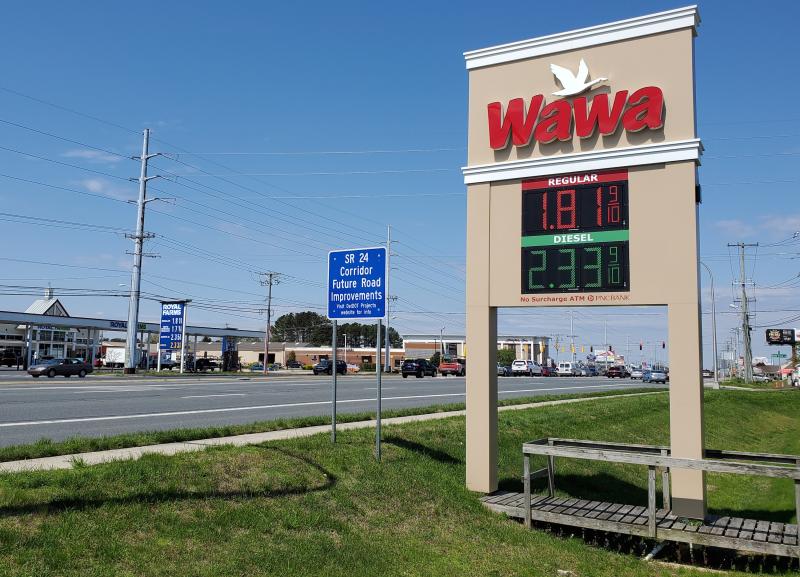 Wawa
REGULAR
1.81 9/10
DIESEL
2.33 9/10
No Surcharge ATM PNC BANK
SR 24
Corridor
Future Road
Improvements
Visit DelDOT Projects
website for info
ROYAL
FARMS
ROYAL